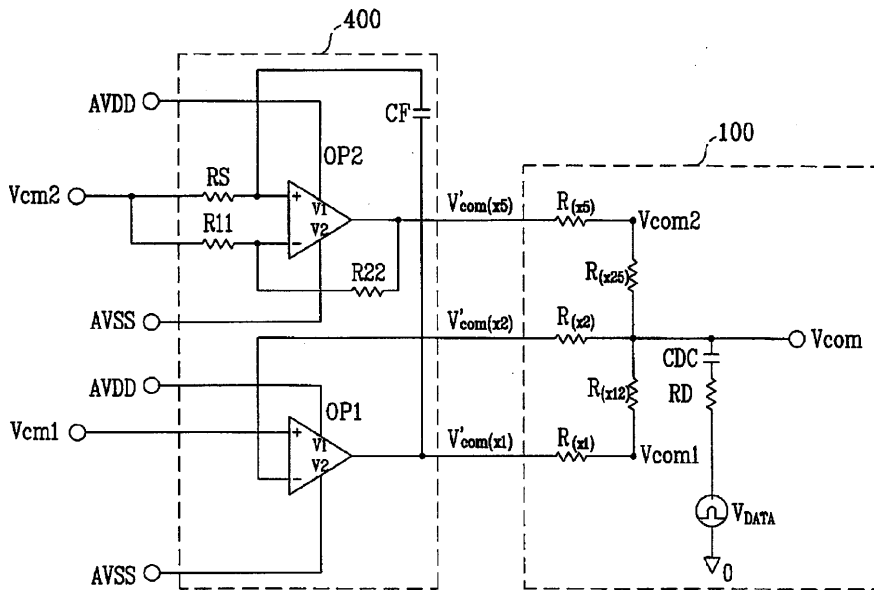 400
AVDD
CF
OP2
100
Vcm2
RS
+
V1
V'com(x5)
R(x5)
Vcom2
R11
V2
−
R22
R(x25)
AVSS
V'com(x2)
R(x2)
Vcom
CDC
AVDD
OP1
R(x12)
RD
Vcm1
+
V1
V'com(x1)
R(x1)
Vcom1
V2
−
VDATA
AVSS
0